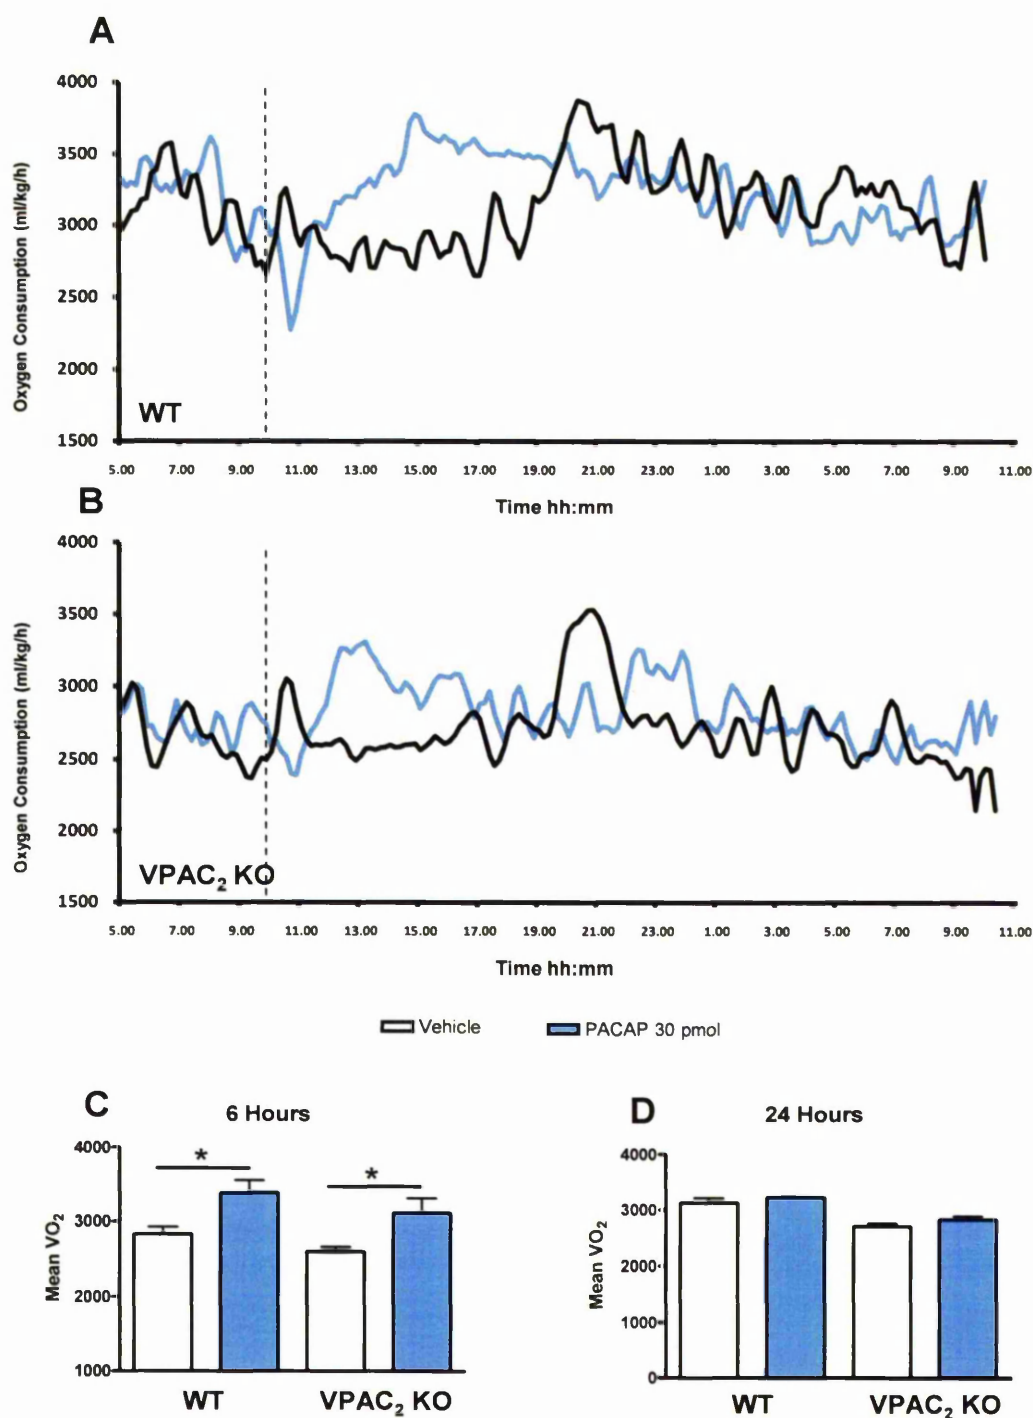 A
Oxygen Consumption (ml/kg/h)
4000
3500
3000
2500
2000
1500
WT
5.00 7.00 9.00 11.00 13.00 15.00 17.00 19.00 21.00 23.00 1.00 3.00 5.00 7.00 9.00 11.00
Time hh:mm
B
Oxygen Consumption (ml/kg/h)
4000
3500
3000
2500
2000
1500
VPAC₂ KO
5.00 7.00 9.00 11.00 13.00 15.00 17.00 19.00 21.00 23.00 1.00 3.00 5.00 7.00 9.00 11.00
Time hh:mm
Vehicle PACAP 30 pmol
C
6 Hours
Mean VO₂
4000
3000
2000
1000
* *
WT VPAC₂ KO
D
24 Hours
Mean VO₂
4000
3000
2000
1000
0
WT VPAC₂ KO